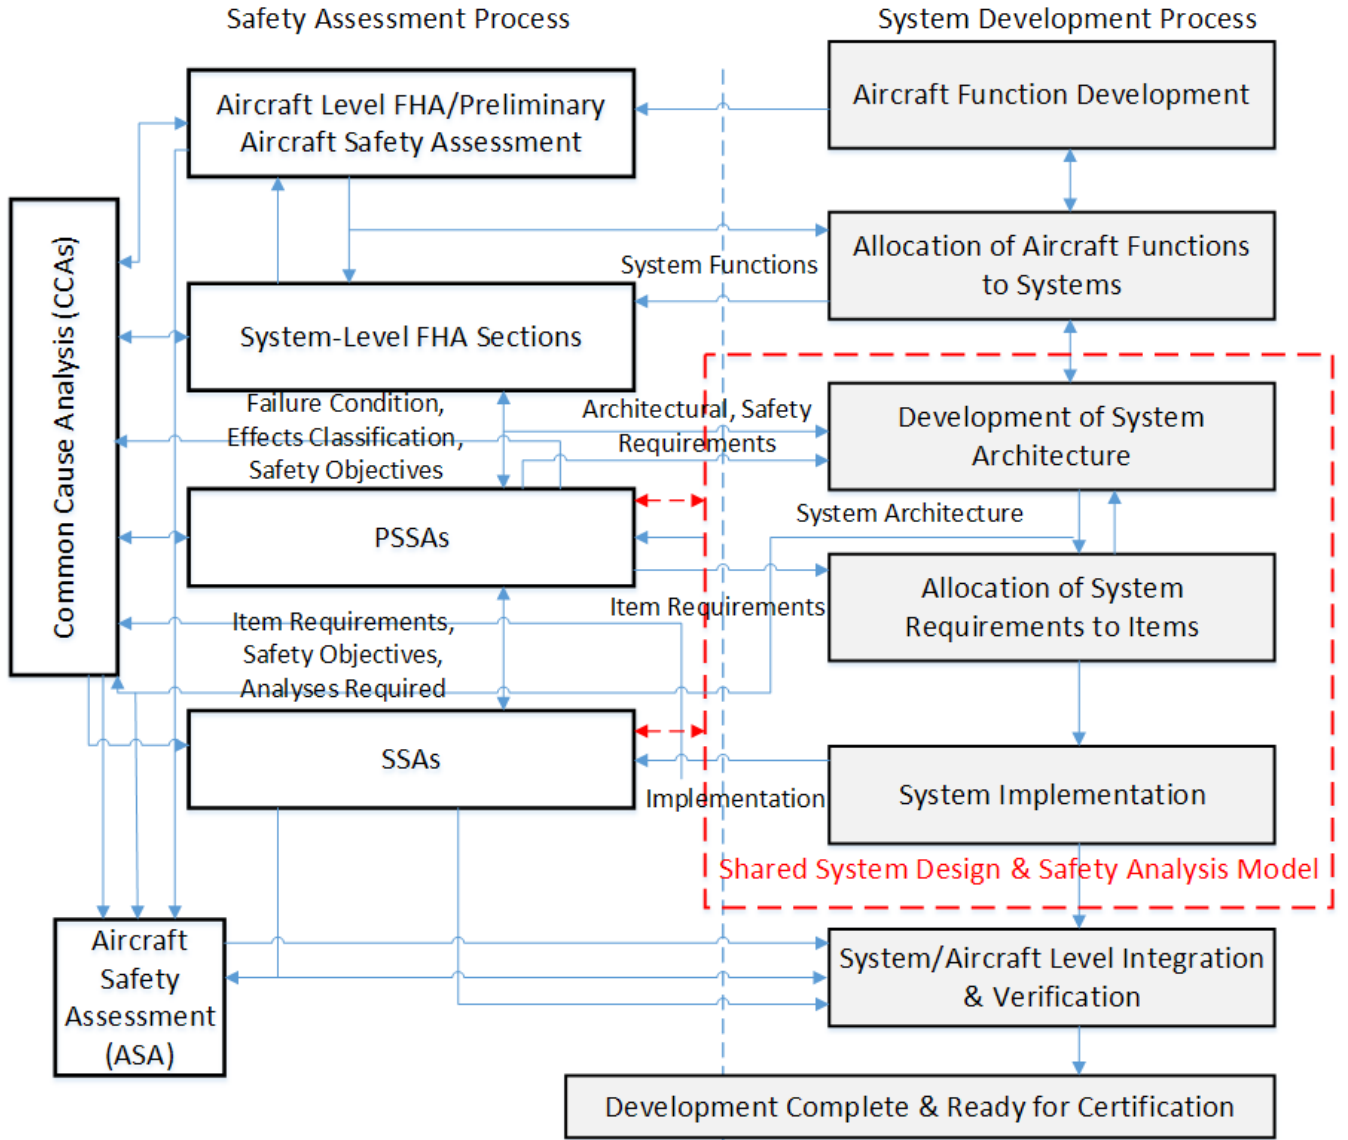 Safety Assessment Process
System Development Process
Aircraft Level FHA/Preliminary
Aircraft Safety Assessment
Aircraft Function Development
Allocation of Aircraft Functions
to Systems
System Functions
Common Cause Analysis (CCAs)
System-Level FHA Sections
Failure Condition,
Effects Classification,
Safety Objectives
Architectural, Safety
Requirements
Development of System
Architecture
PSSAs
System Architecture
Allocation of System
Requirements to Items
Item Requirements
Item Requirements,
Safety Objectives,
Analyses Required
SSAs
Implementation
System Implementation
Shared System Design & Safety Analysis Model
Aircraft
Safety
Assessment
(ASA)
System/Aircraft Level Integration
& Verification
Development Complete & Ready for Certification